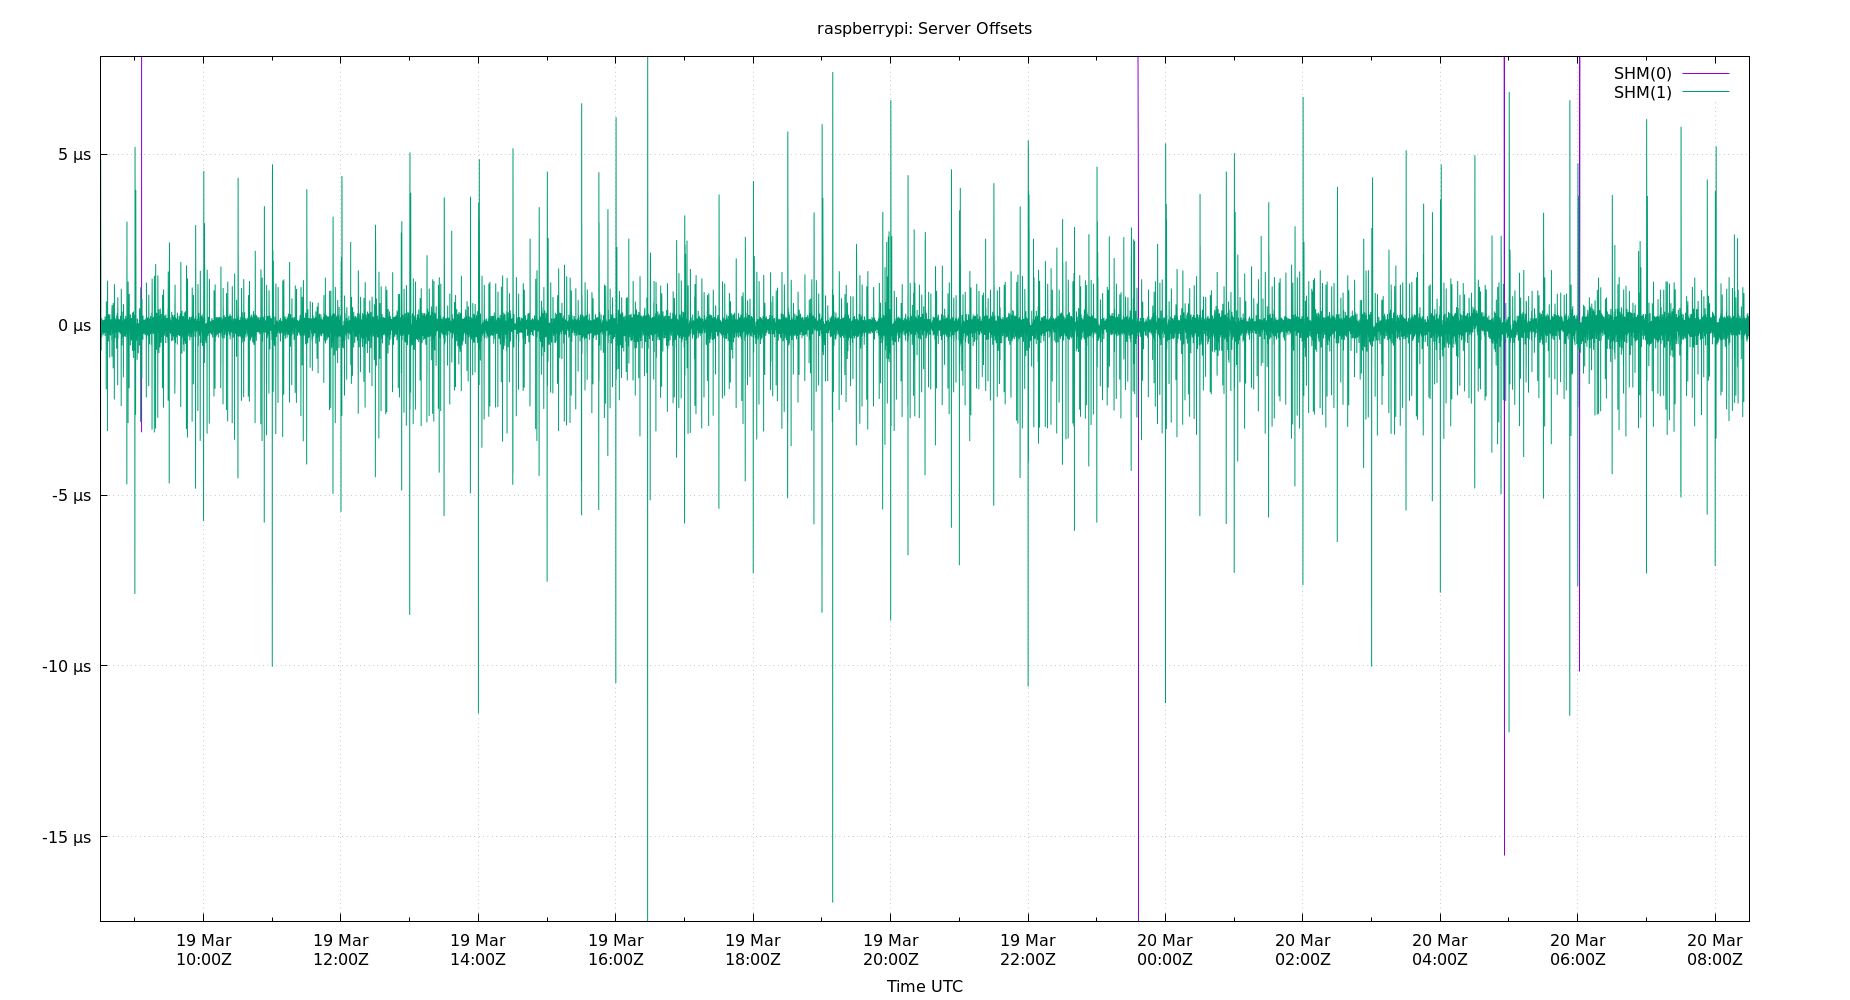 raspberrypi: Server Offsets
SHM(0)
SHM(1)
5 µs
0 µs
-5 µs
-10 µs
-15 µs
19 Mar 19 Mar 19 Mar 19 Mar 19 Mar 19 Mar 19 Mar 20 Mar 20 Mar 20 Mar 20 Mar 20 Mar
10:00Z 12:00Z 14:00Z 16:00Z 18:00Z 20:00Z 22:00Z 00:00Z 02:00Z 04:00Z 06:00Z 08:00Z
Time UTC